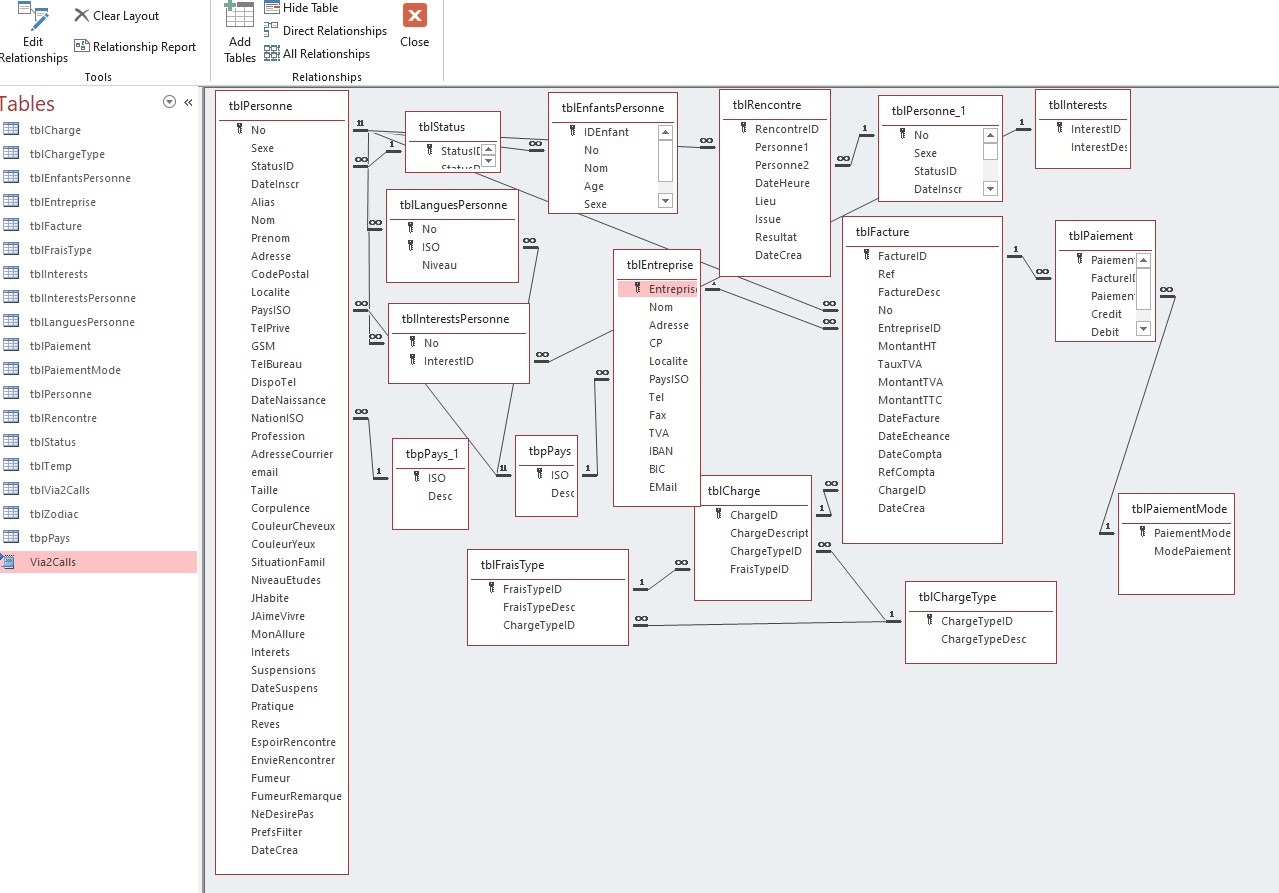 Edit
Relationships
Clear Layout
Relationship Report
Tools
Add
Tables
Hide Table
Direct Relationships
All Relationships
Relationships
Close
Tables
tblCharge
tblChargeType
tblEnfantsPersonne
tblEntreprise
tblFacture
tblFraisType
tblInterests
tblInterestsPersonne
tblLanguesPersonne
tblPaiement
tblPaiementMode
tblPersonne
tblRencontre
tblStatus
tblTemp
tblVia2Calls
tblZodiac
tbpPays
Via2Calls
tblPersonne
No
Sexe
StatusID
DateInscr
Alias
Nom
Prenom
Adresse
CodePostal
Localite
PaysISO
TelPrive
GSM
TelBureau
DispoTel
DateNaissance
NationISO
Profession
AdresseCourrier
email
Taille
Corpulence
CouleurCheveux
CouleurYeux
SituationFamil
NiveauEtudes
JHabite
JAimeVivre
MonAllure
Interets
Suspensions
DateSuspens
Pratique
Reves
EspoirRencontre
EnvieRencontrer
Fumeur
FumeurRemarque
NeDesirePas
PrefsFilter
DateCrea
tblStatus
StatusID
tblLanguesPersonne
No
ISO
Niveau
tblInterestsPersonne
No
InterestID
tbpPays_1
ISO
Desc
tbpPays
ISO
Desc
tblEnfantsPersonne
IDEnfant
No
Nom
Age
Sexe
tblEntreprise
Entrepris
Nom
Adresse
CP
Localite
PaysISO
Tel
Fax
TVA
IBAN
BIC
EMail
tblRencontre
RencontreID
Personne1
Personne2
DateHeure
Lieu
Issue
Resultat
DateCrea
tblPersonne_1
No
Sexe
StatusID
DateInscr
tblInterests
InterestID
InterestDes
tblFacture
FactureID
Ref
FactureDesc
No
EntrepriseID
MontantHT
TauxTVA
MontantTVA
MontantTTC
DateFacture
DateEcheance
DateCompta
RefCompta
ChargeID
DateCrea
tblPaiement
Paiement
FactureID
Paiement
Credit
Debit
tblCharge
ChargeID
ChargeDescript
ChargeTypeID
FraisTypeID
tblFraisType
FraisTypeID
FraisTypeDesc
ChargeTypeID
tblChargeType
ChargeTypeID
ChargeTypeDesc
tblPaiementMode
PaiementMode
ModePaiement